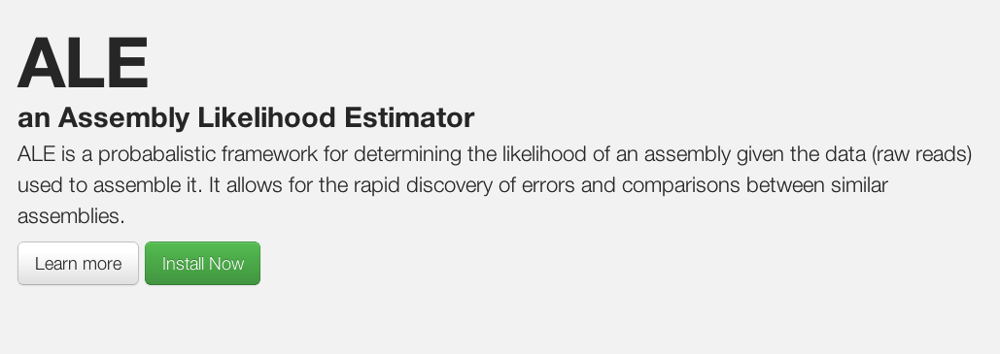 ALE
an Assembly Likelihood Estimator
ALE is a probabalistic framework for determining the likelihood of an assembly given the data (raw reads)
used to assemble it. It allows for the rapid discovery of errors and comparisons between similar
assemblies.
Learn more Install Now